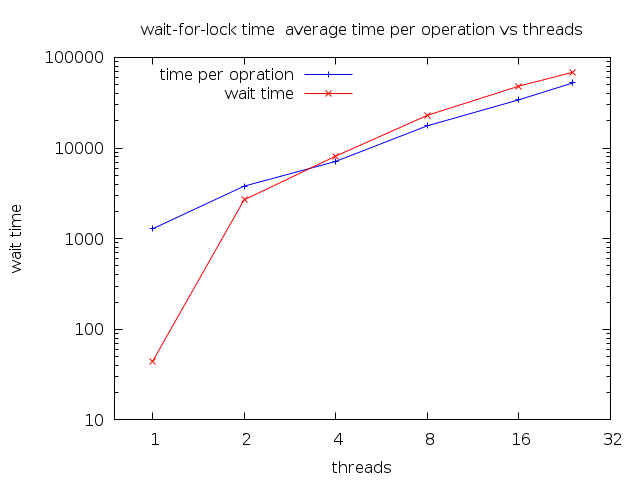 wait-for-lock time  average time per operation vs threads
100000
10000
1000
100
10
wait time
time per opration
wait time
1 2 4 8 16 32
threads